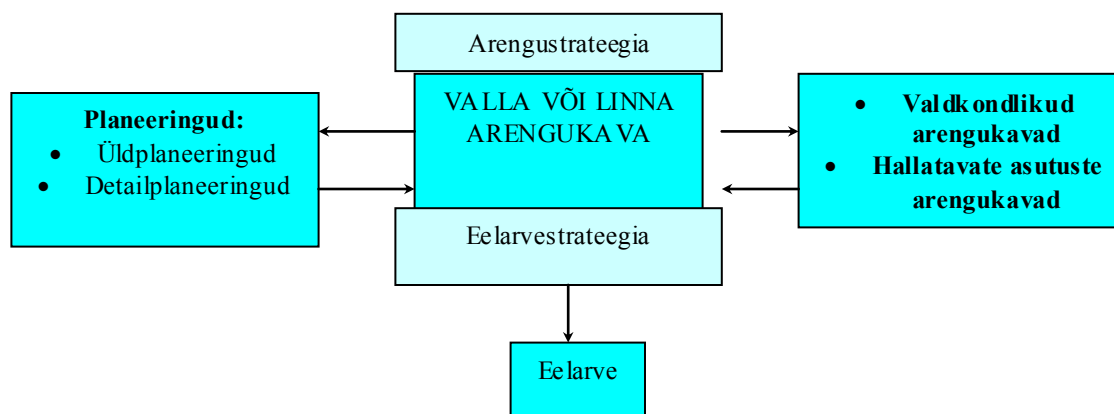 Arengustrateegia
VALLA VÕI LINNA
ARENGUKAVA
Planeeringud:
• Üldplaneeringud
• Detailplaneeringud
• Valdkondlikud
arengukavad
• Hallatavate asutuste
arengukavad
Eelarvestrateegia
Eelarve